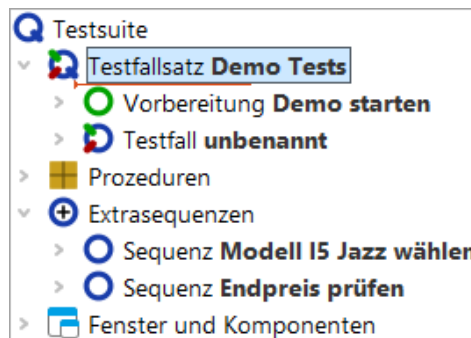 Testsuite
Testfallsatz Demo Tests
Vorbereitung Demo starten
Testfall unbenannt
Prozeduren
Extrasequenzen
Sequenz Modell I5 Jazz wählen
Sequenz Endpreis prüfen
Fenster und Komponenten